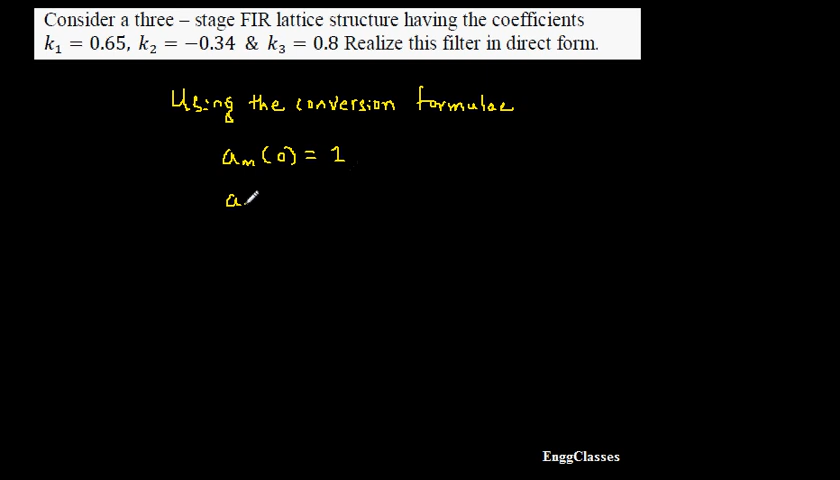 Consider a three – stage FIR lattice structure having the coefficients
k₁ = 0.65, k₂ = −0.34 & k₃ = 0.8 Realize this filter in direct form.
Using the conversion formulae
aₘ(0) = 1
a
EnggClasses